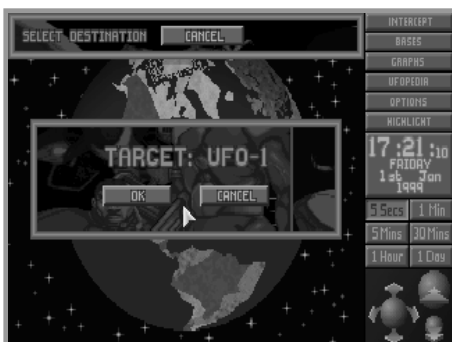 SELECT DESTINATION CANCEL
TARGET: UFO-1
OK CANCEL
INTERCEPT
BASES
GRAPHS
UFOPEDIA
OPTIONS
HIGHLIGHT
17:21:10
FRIDAY
1st Jan
1999
5 Secs 1 Min
5 Mins 30 Mins
1 Hour 1 Day